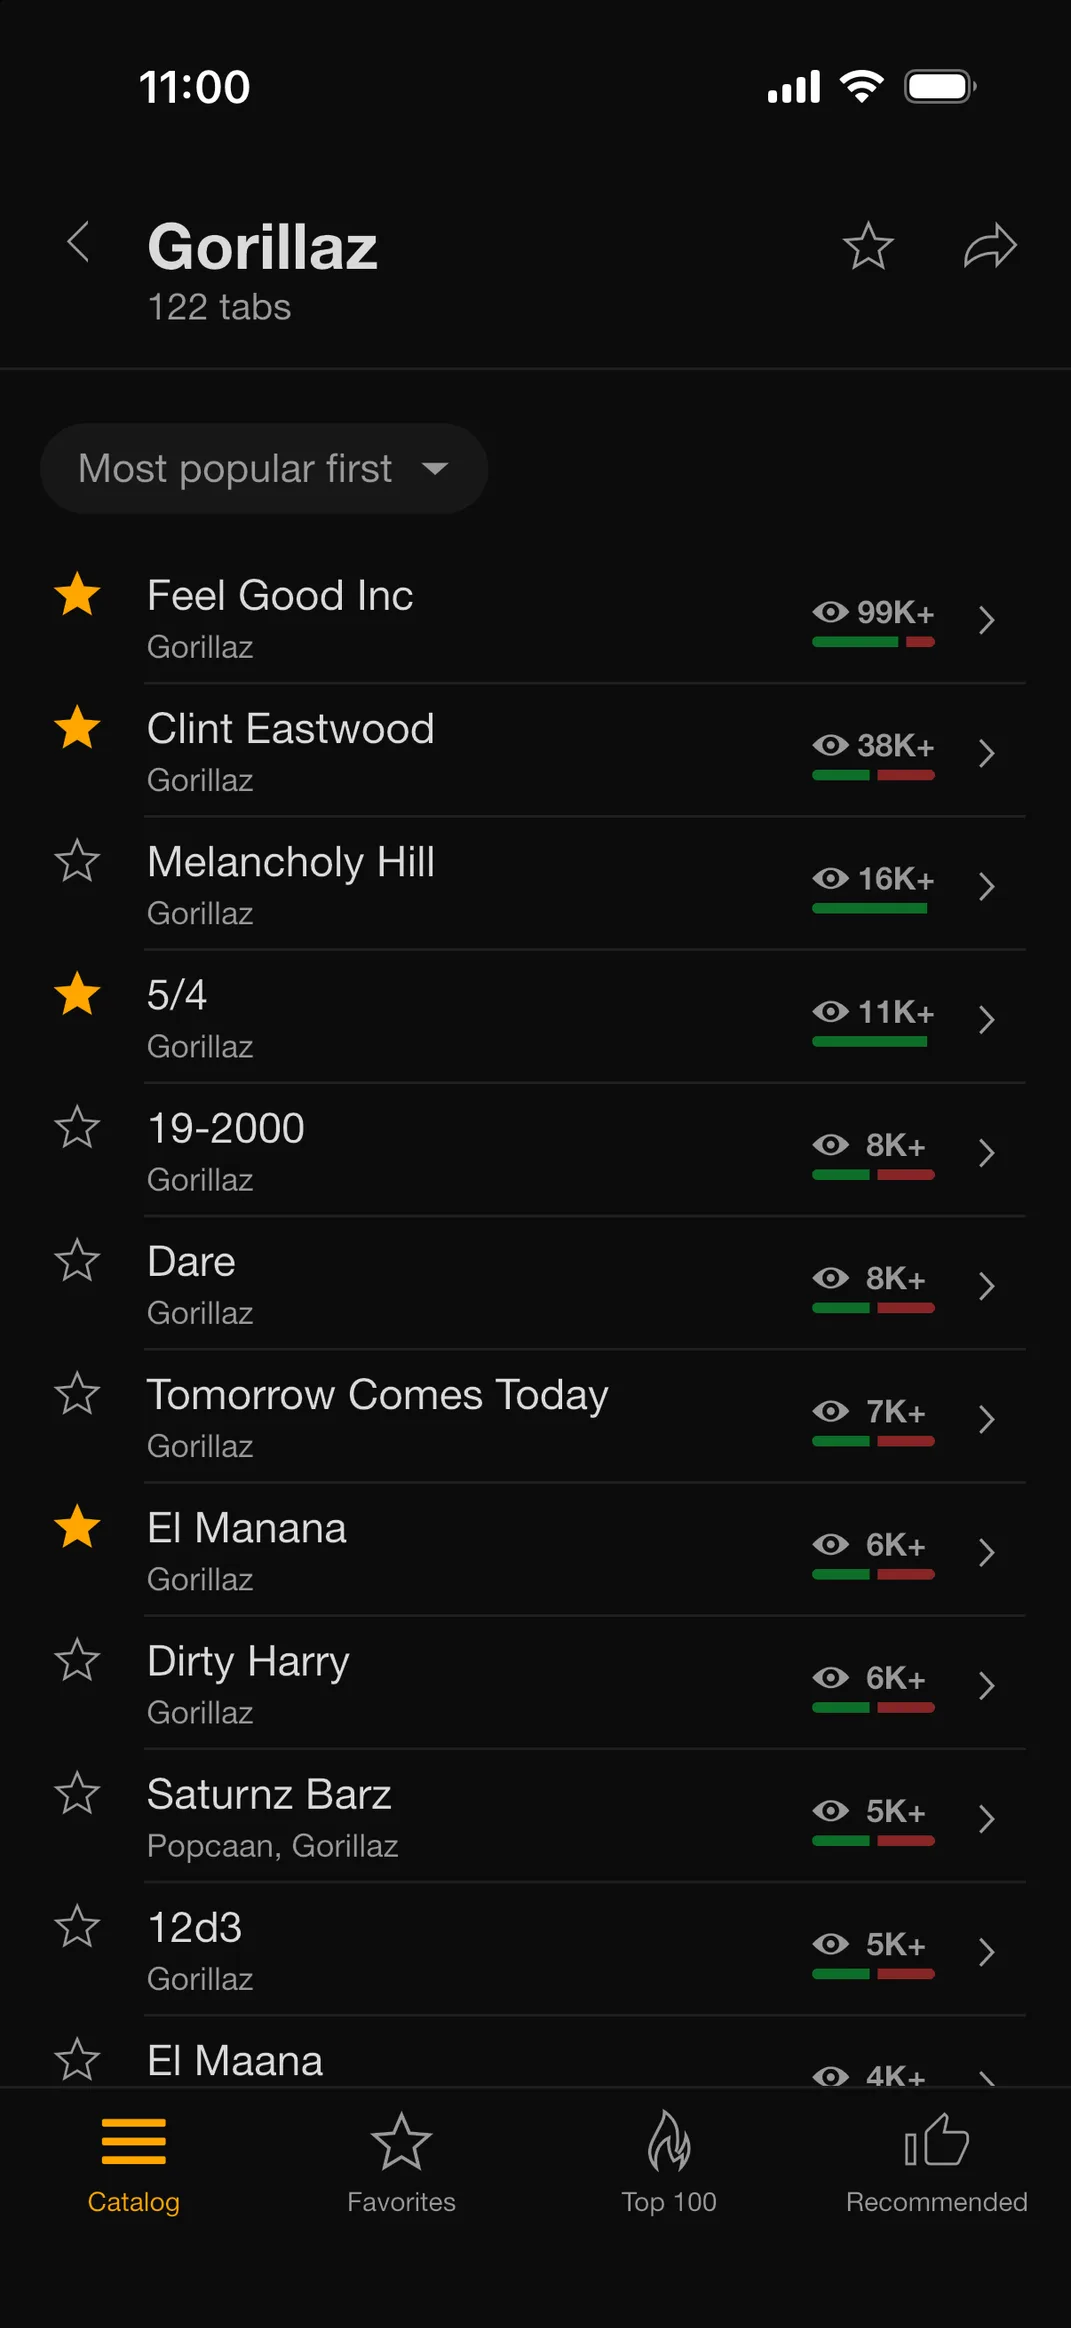 11:00
Gorillaz
122 tabs
Most popular first
Feel Good Inc
99K+
Gorillaz
Clint Eastwood
38K+
Gorillaz
Melancholy Hill
16K+
Gorillaz
5/4
11K+
Gorillaz
19-2000
8K+
Gorillaz
Dare
8K+
Gorillaz
Tomorrow Comes Today
7K+
Gorillaz
El Manana
6K+
Gorillaz
Dirty Harry
6K+
Gorillaz
Saturnz Barz
5K+
Popcaan, Gorillaz
12d3
5K+
Gorillaz
El Maana
4K+
Catalog
Favorites
Top 100
Recommended